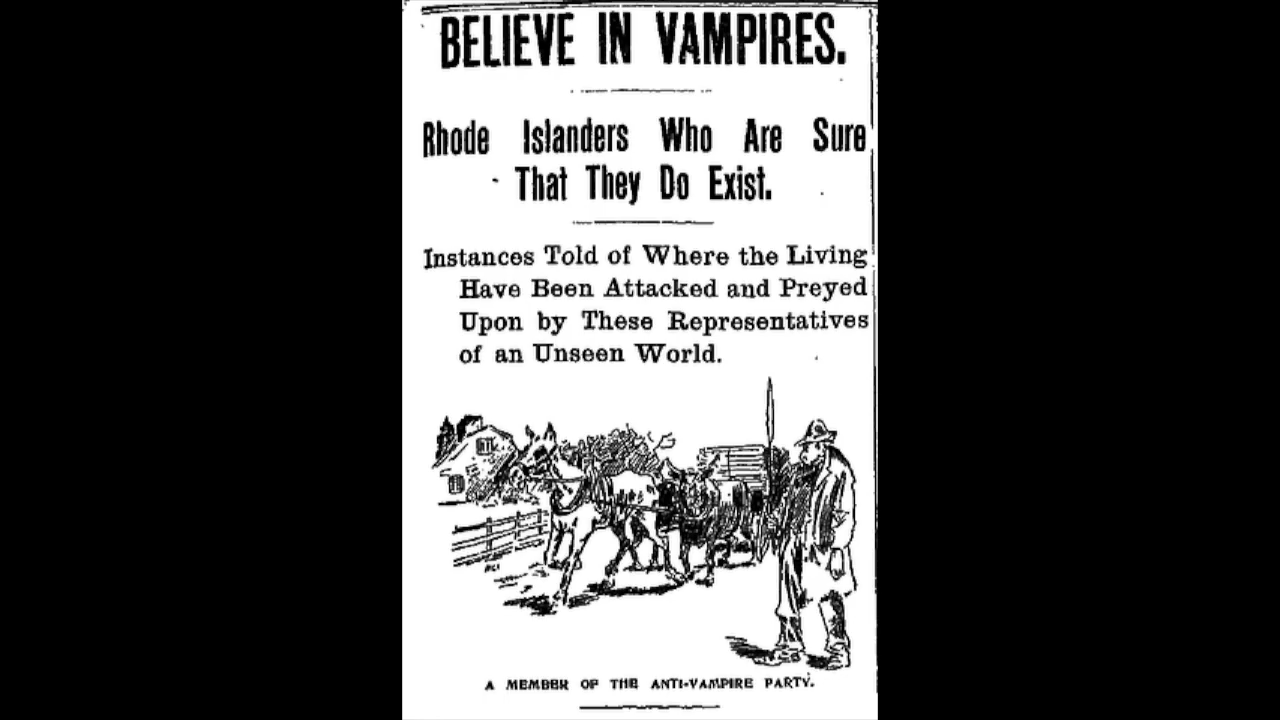 BELIEVE IN VAMPIRES.
Rhode Islanders Who Are Sure
That They Do Exist.
Instances Told of Where the Living
Have Been Attacked and Preyed
Upon by These Representatives
of an Unseen World.
A MEMBER OF THE ANTI-VAMPIRE PARTY.